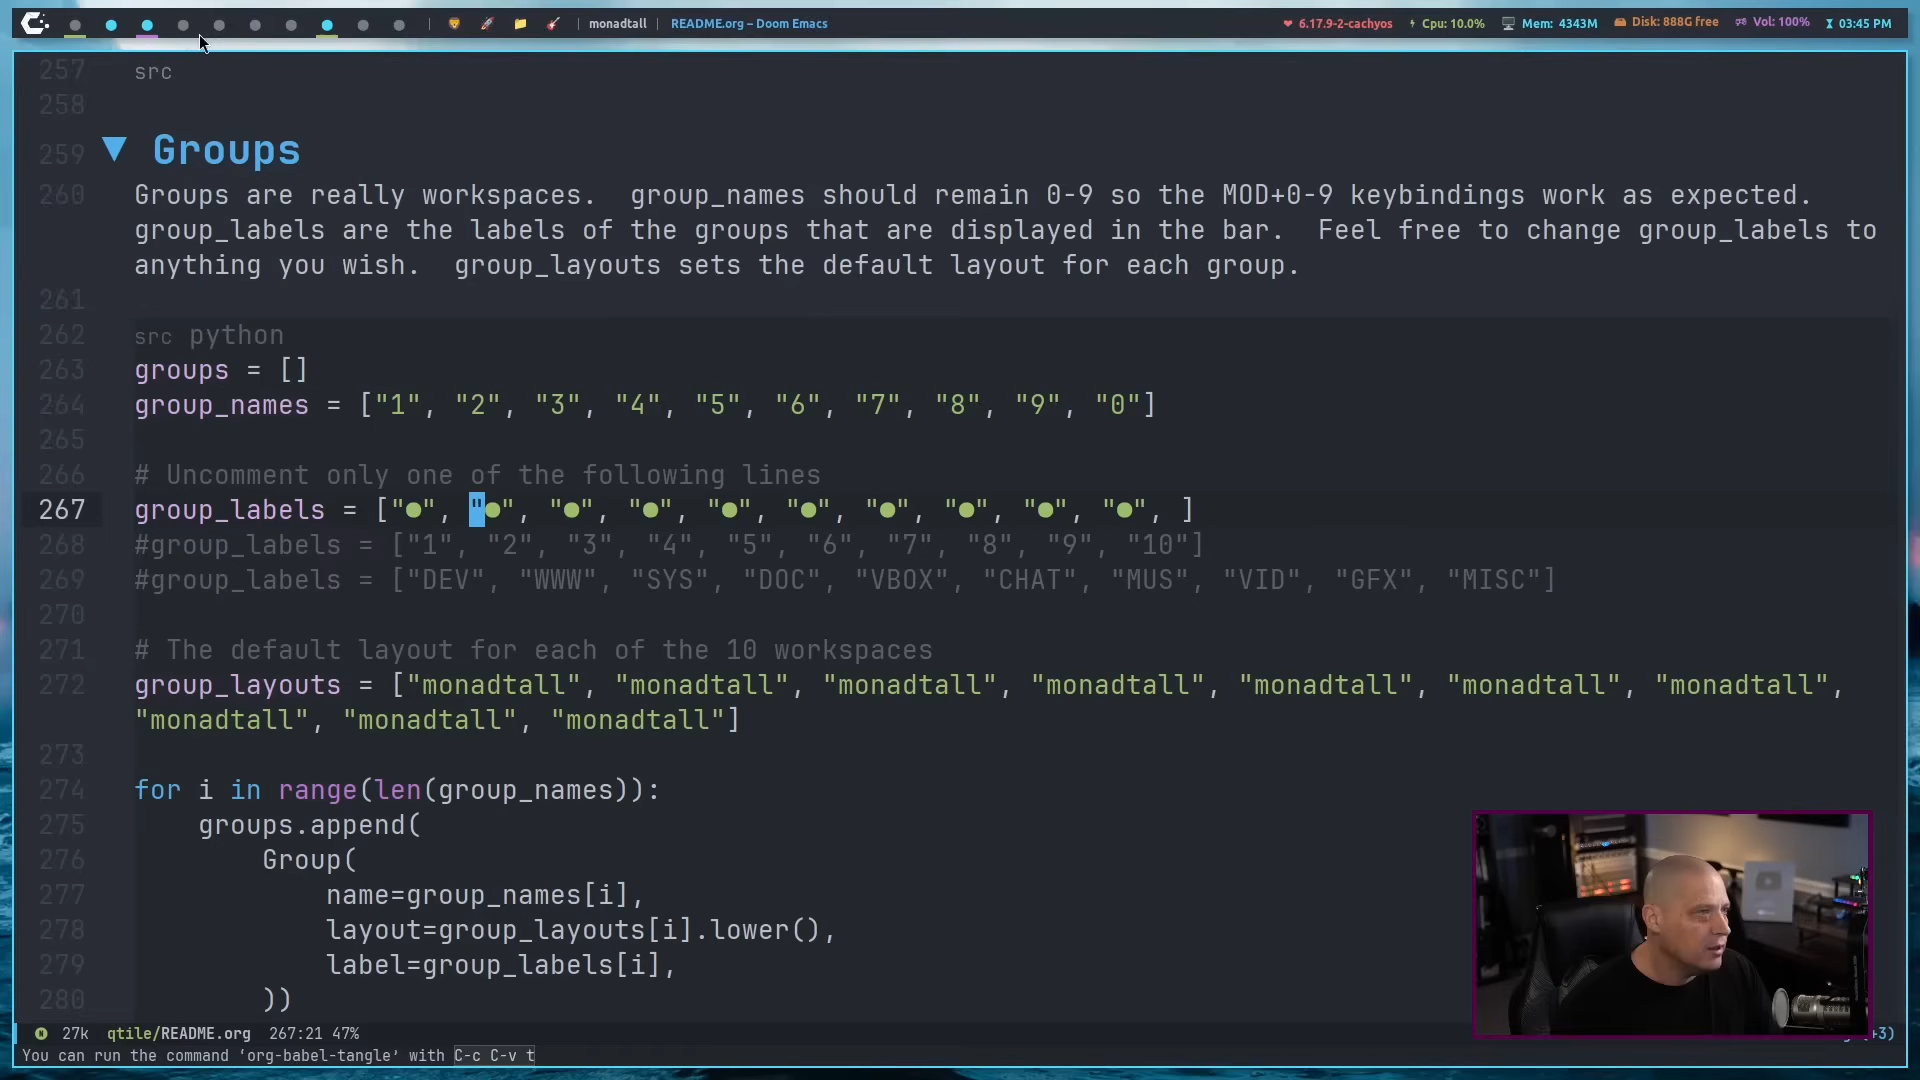 monadtall README.org – Doom Emacs 6.17.9-2-cachyos Cpu: 10.0% Mem: 4343M Disk: 888G free Vol: 100% 03:45 PM
257 src
258
259 ▼ Groups
260 Groups are really workspaces.  group_names should remain 0-9 so the MOD+0-9 keybindings work as expected.
group_labels are the labels of the groups that are displayed in the bar.  Feel free to change group_labels to
anything you wish.  group_layouts sets the default layout for each group.
261
262 src python
263 groups = []
264 group_names = ["1", "2", "3", "4", "5", "6", "7", "8", "9", "0"]
265
266 # Uncomment only one of the following lines
267 group_labels = ["●", "●", "●", "●", "●", "●", "●", "●", "●", "●", ]
268 #group_labels = ["1", "2", "3", "4", "5", "6", "7", "8", "9", "10"]
269 #group_labels = ["DEV", "WWW", "SYS", "DOC", "VBOX", "CHAT", "MUS", "VID", "GFX", "MISC"]
270
271 # The default layout for each of the 10 workspaces
272 group_layouts = ["monadtall", "monadtall", "monadtall", "monadtall", "monadtall", "monadtall", "monadtall",
"monadtall", "monadtall", "monadtall"]
273
274 for i in range(len(group_names)):
275     groups.append(
276         Group(
277             name=group_names[i],
278             layout=group_layouts[i].lower(),
279             label=group_labels[i],
280         ))
N 27k qtile/README.org 267:21 47% +3)
You can run the command ‘org-babel-tangle’ with C-c C-v t